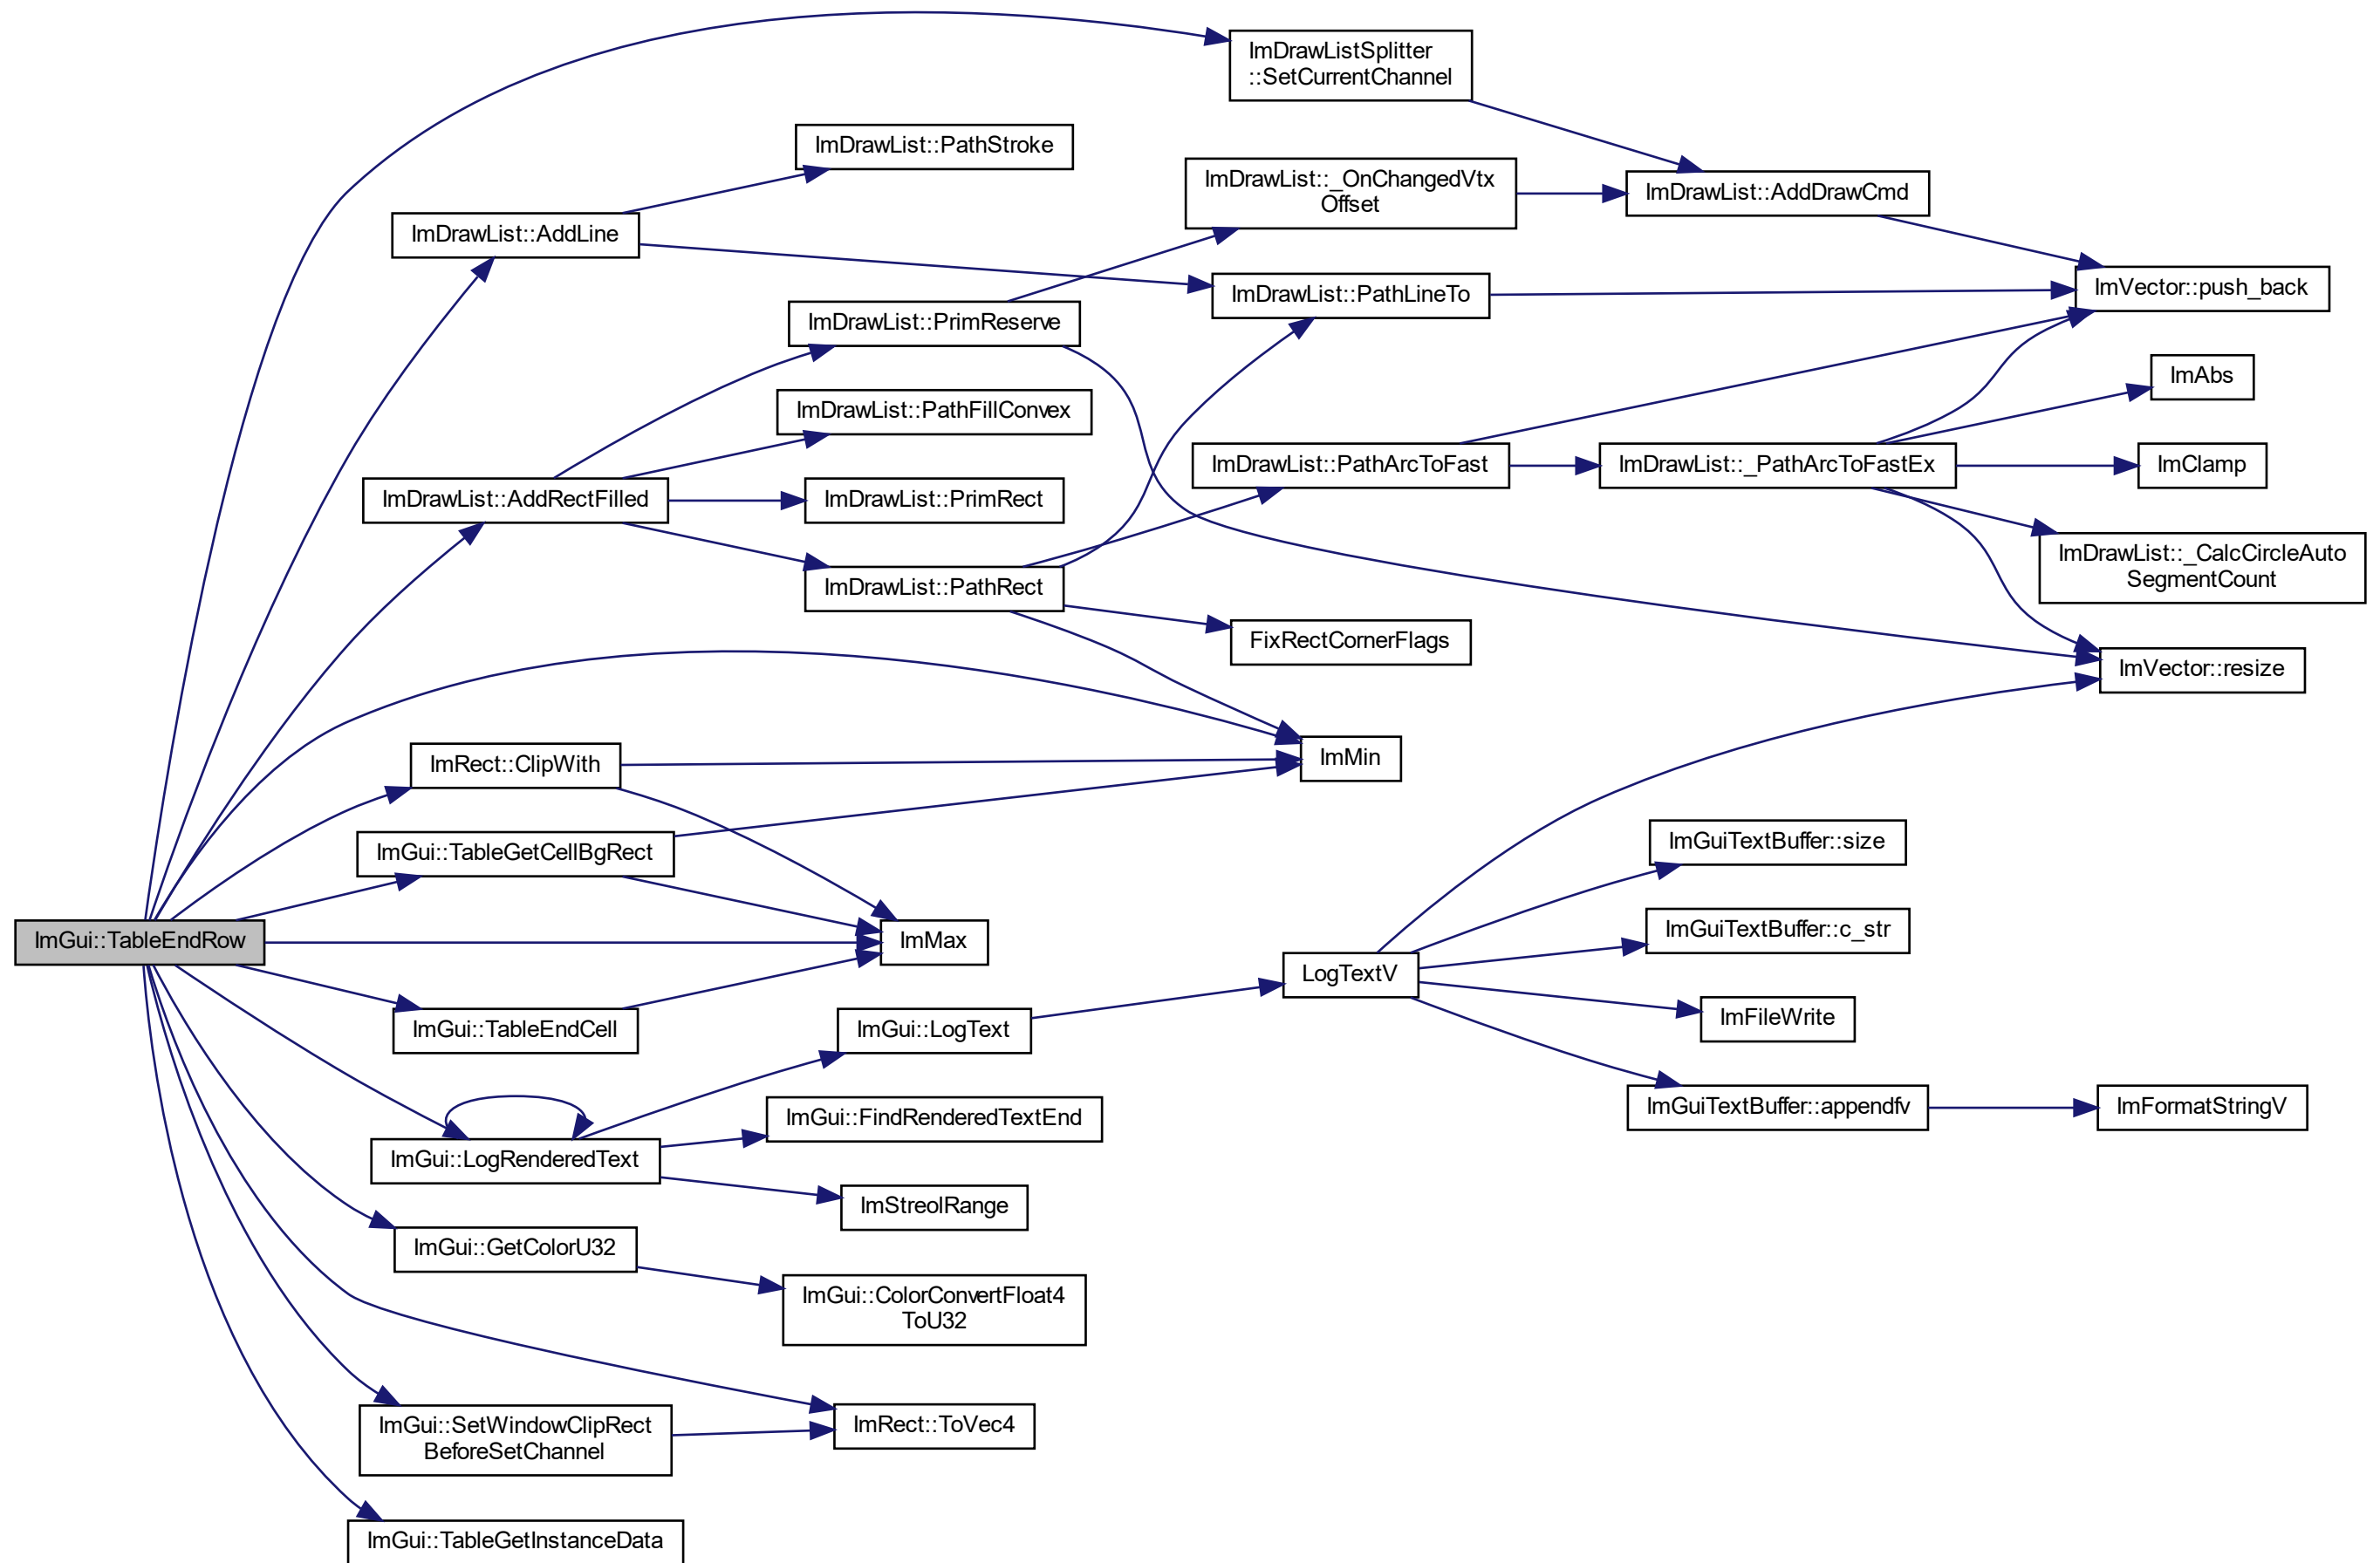 ImDrawListSplitter
::SetCurrentChannel
ImDrawList::PathStroke
ImDrawList::_OnChangedVtx
Offset
ImDrawList::AddDrawCmd
ImDrawList::AddLine
ImDrawList::PathLineTo
ImVector::push_back
ImDrawList::PrimReserve
ImAbs
ImDrawList::PathFillConvex
ImDrawList::PathArcToFast
ImDrawList::_PathArcToFastEx
ImClamp
ImDrawList::AddRectFilled
ImDrawList::PrimRect
ImDrawList::_CalcCircleAuto
SegmentCount
ImDrawList::PathRect
FixRectCornerFlags
ImVector::resize
ImRect::ClipWith
ImMin
ImGui::TableGetCellBgRect
ImGuiTextBuffer::size
ImGui::TableEndRow
ImMax
ImGuiTextBuffer::c_str
LogTextV
ImGui::TableEndCell
ImGui::LogText
ImFileWrite
ImGui::FindRenderedTextEnd
ImGuiTextBuffer::appendfv
ImFormatStringV
ImGui::LogRenderedText
ImStreolRange
ImGui::GetColorU32
ImGui::ColorConvertFloat4
ToU32
ImGui::SetWindowClipRect
BeforeSetChannel
ImRect::ToVec4
ImGui::TableGetInstanceData